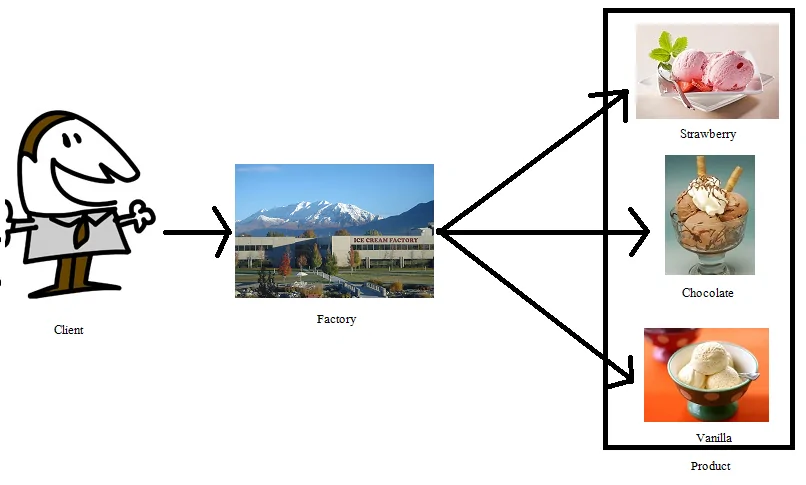 Client
ICE CREAM FACTORY
Factory
Strawberry
Chocolate
Vanilla
Product